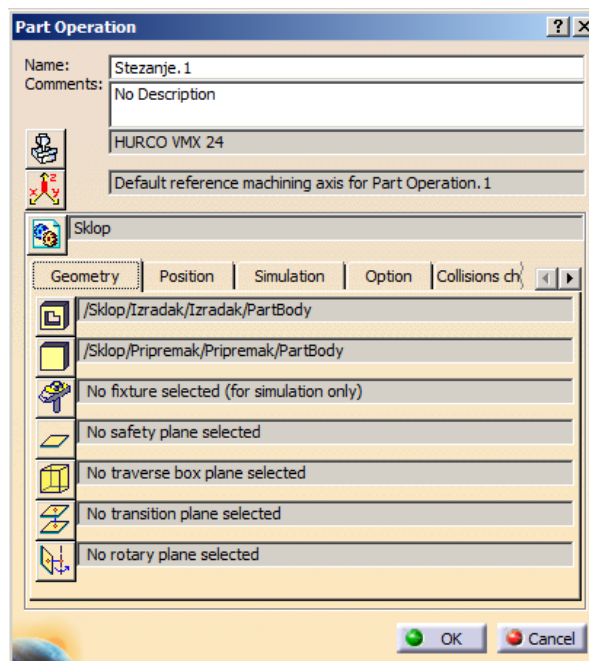 Part Operation
Name:
Stezanje.1
Comments:
No Description
HURCO VMX 24
Default reference machining axis for Part Operation.1
Sklop
Geometry Position Simulation Option Collisions ch
/Sklop/Izradak/Izradak/PartBody
/Sklop/Pripremak/Pripremak/PartBody
No fixture selected (for simulation only)
No safety plane selected
No traverse box plane selected
No transition plane selected
No rotary plane selected
OK Cancel